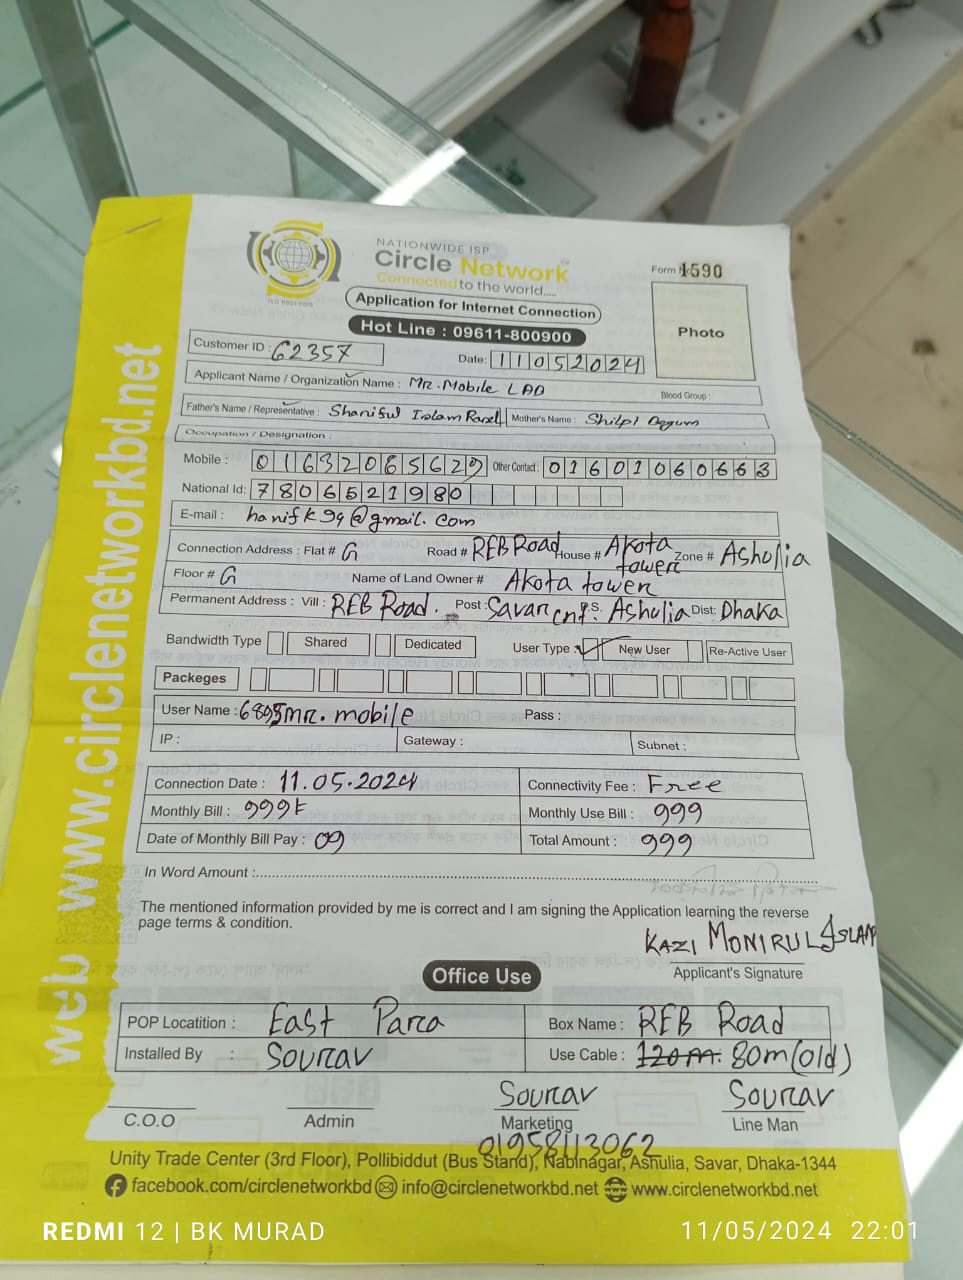 NATIONWIDE ISP
Circle Network
Connected to the world.....
ISO 9001:2015
Application for Internet Connection
Hot Line : 09611-800900
Form 1590
Photo
Customer ID : 62357
Date: 11052024
Applicant Name / Organization Name : Mr. Mobile LAD
Blood Group :
Father's Name / Representative : Shariful Islam Rasel Mother's Name : Shilpi Begum
Occupation / Designation :
Mobile : 01632065629 Other Contact : 01601060663
National Id: 7806521980
E-mail : hanifk99@gmail.com
Connection Address : Flat # G Road # REB Road House # Akota tower Zone # Ashulia
Floor # G Name of Land Owner # Akota tower
Permanent Address : Vill : REB Road. Post : Savar cnt. P.S. Ashulia Dist: Dhaka
Bandwidth Type Shared Dedicated User Type : New User Re-Active User
Packeges
User Name : 6895mr.mobile Pass :
IP : Gateway : Subnet :
Connection Date : 11.05.2024 Connectivity Fee : Free
Monthly Bill : 999 Monthly Use Bill : 999
Date of Monthly Bill Pay : 09 Total Amount : 999
In Word Amount :
The mentioned information provided by me is correct and I am signing the Application learning the reverse
page terms & condition.
KAZI MONIRUL ISLAM
Applicant's Signature
Office Use
POP Locatition : East Para Box Name : REB Road
Installed By : Sourav Use Cable : 120m. 80m(old)
Sourav Sourav
C.O.O Admin Marketing Line Man
01958113062
Unity Trade Center (3rd Floor), Pollibiddut (Bus Stand), Nabinagar, Ashulia, Savar, Dhaka-1344
facebook.com/circlenetworkbd info@circlenetworkbd.net www.circlenetworkbd.net
web www.circlenetworkbd.net
REDMI 12 | BK MURAD
11/05/2024 22:01